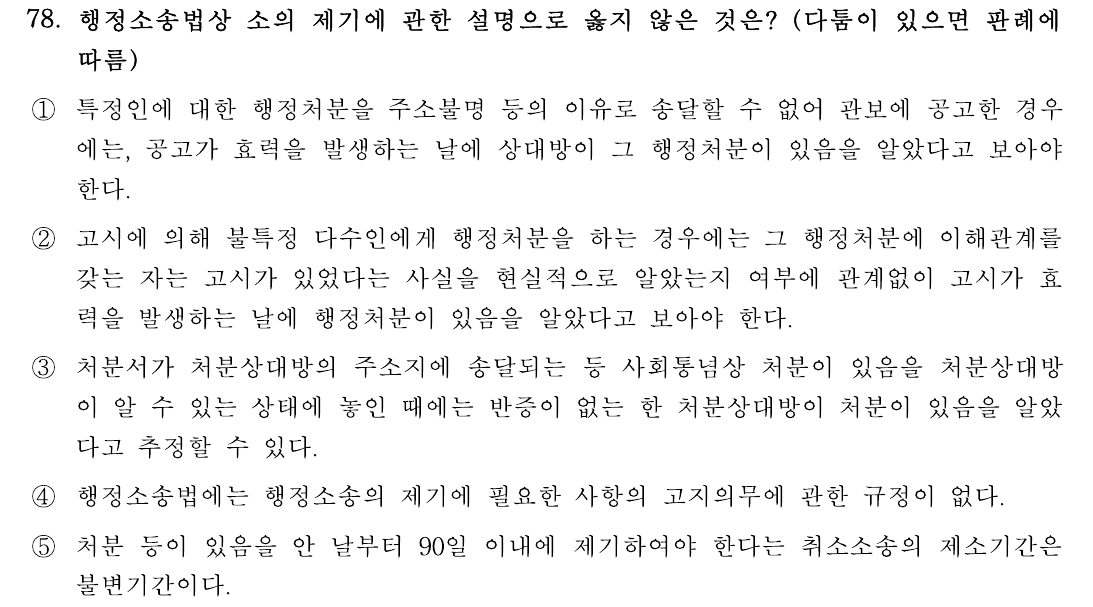 78. 행정소송법상 소의 제기에 관한 설명으로 옳지 않은 것은? (다툼이 있으면 판례에
따름)
① 특정인에 대한 행정처분을 주소불명 등의 이유로 송달할 수 없어 관보에 공고한 경우
에는, 공고가 효력을 발생하는 날에 상대방이 그 행정처분이 있음을 알았다고 보아야
한다.
② 고시에 의해 불특정 다수인에게 행정처분을 하는 경우에는 그 행정처분에 이해관계를
갖는 자는 고시가 있었다는 사실을 현실적으로 알았는지 여부에 관계없이 고시가 효
력을 발생하는 날에 행정처분이 있음을 알았다고 보아야 한다.
③ 처분서가 처분상대방의 주소지에 송달되는 등 사회통념상 처분이 있음을 처분상대방
이 알 수 있는 상태에 놓인 때에는 반증이 없는 한 처분상대방이 처분이 있음을 알았
다고 추정할 수 있다.
④ 행정소송법에는 행정소송의 제기에 필요한 사항의 고지의무에 관한 규정이 없다.
⑤ 처분 등이 있음을 안 날부터 90일 이내에 제기하여야 한다는 취소소송의 제소기간은
불변기간이다.